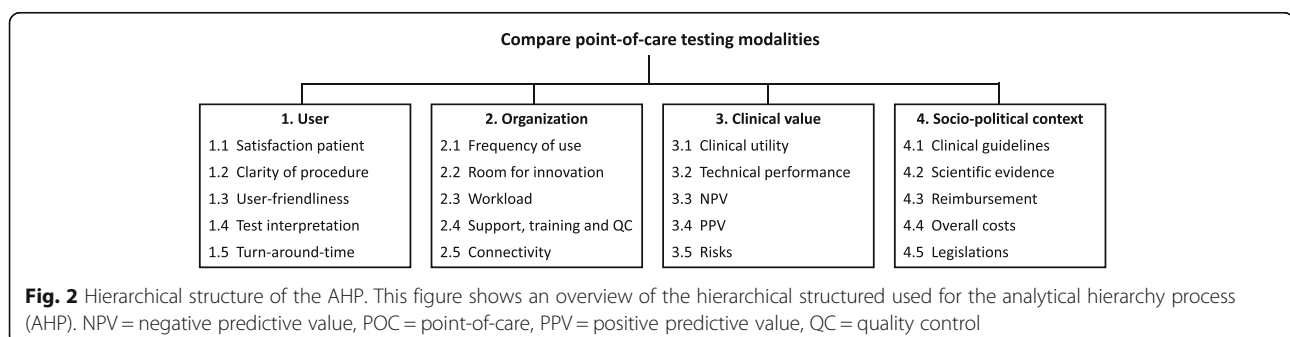 Compare point-of-care testing modalities
1. User
1.1 Satisfaction patient
1.2 Clarity of procedure
1.3 User-friendliness
1.4 Test interpretation
1.5 Turn-around-time
2. Organization
2.1 Frequency of use
2.2 Room for innovation
2.3 Workload
2.4 Support, training and QC
2.5 Connectivity
3. Clinical value
3.1 Clinical utility
3.2 Technical performance
3.3 NPV
3.4 PPV
3.5 Risks
4. Socio-political context
4.1 Clinical guidelines
4.2 Scientific evidence
4.3 Reimbursement
4.4 Overall costs
4.5 Legislations
Fig. 2 Hierarchical structure of the AHP. This figure shows an overview of the hierarchical structured used for the analytical hierarchy process
(AHP). NPV = negative predictive value, POC = point-of-care, PPV = positive predictive value, QC = quality control